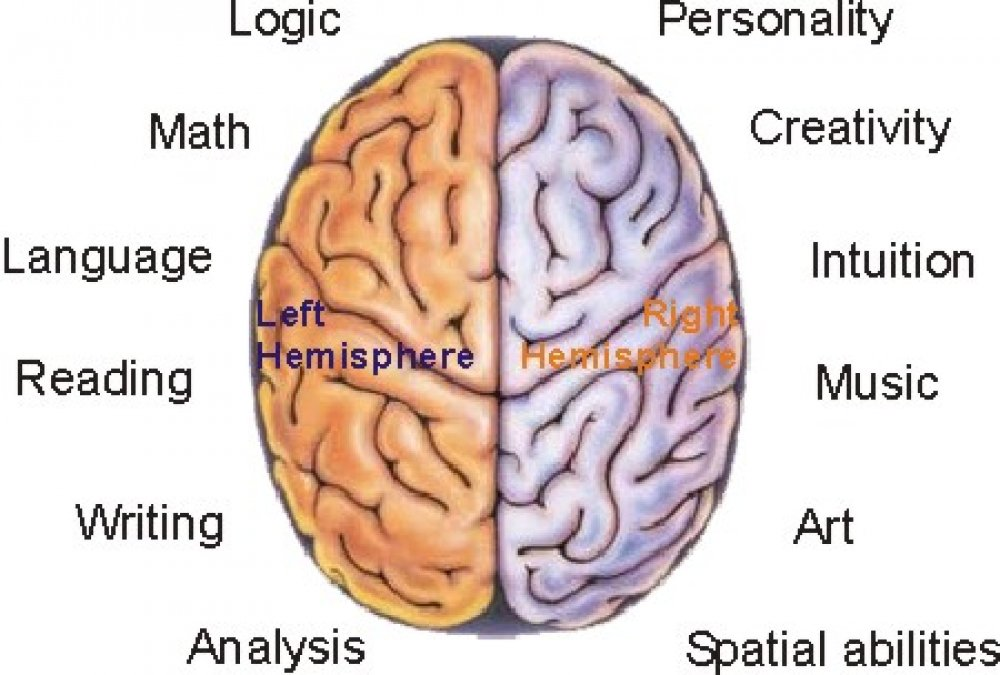 Logic
Personality
Math
Creativity
Language
Intuition
Left
Hemisphere
Right
Hemisphere
Reading
Music
Writing
Art
Analysis
Spatial abilities